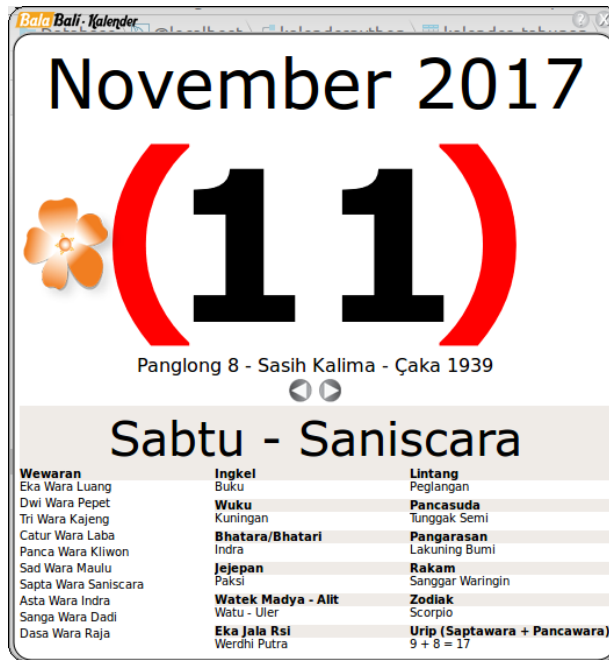 Bala Bali - Kalender
November 2017
(11)
Panglong 8 - Sasih Kalima - Çaka 1939
Sabtu - Saniscara
Wewaran
Eka Wara Luang
Dwi Wara Pepet
Tri Wara Kajeng
Catur Wara Laba
Panca Wara Kliwon
Sad Wara Maulu
Sapta Wara Saniscara
Asta Wara Indra
Sanga Wara Dadi
Dasa Wara Raja
Ingkel
Buku
Wuku
Kuningan
Bhatara/Bhatari
Indra
Jejepan
Paksi
Watek Madya - Alit
Watu - Uler
Eka Jala Rsi
Werdhi Putra
Lintang
Peglangan
Pancasuda
Tunggak Semi
Pangarasan
Lakuning Bumi
Rakam
Sanggar Waringin
Zodiak
Scorpio
Urip (Saptawara + Pancawara)
9 + 8 = 17